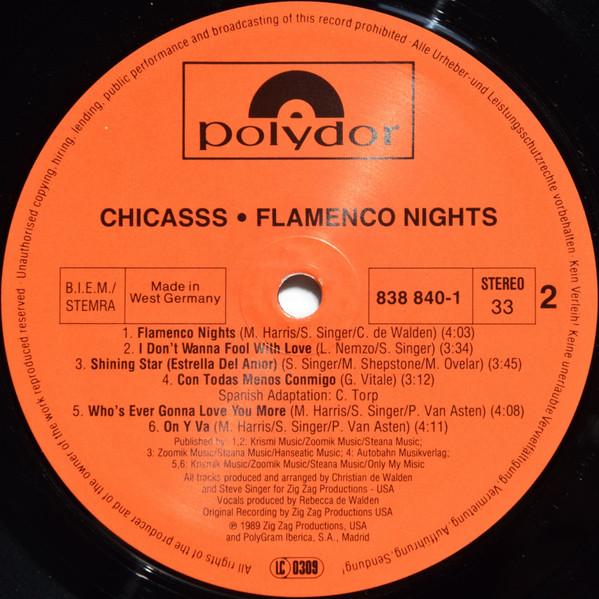 All rights of the producer and of the owner of the work reproduced reserved · Unauthorised copying, hiring, lending, public performance and broadcasting of this record prohibited · Alle Urheber- und Leistungsschutzrechte vorbehalten · Kein Verleih! Keine unerlaubte Vervielfältigung, Vermietung, Aufführung, Sendung!
polydor
CHICASSS • FLAMENCO NIGHTS
B.I.E.M./
STEMRA
Made in
West Germany
838 840-1
STEREO
33
2
1. Flamenco Nights (M. Harris/S. Singer/C. de Walden) (4:03)
2. I Don't Wanna Fool With Love (L. Nemzo/S. Singer) (3:34)
3. Shining Star (Estrella Del Amor) (S. Singer/M. Shepstone/M. Ovelar) (3:45)
4. Con Todas Menos Conmigo (G. Vitale) (3:12)
Spanish Adaptation: C. Torp
5. Who's Ever Gonna Love You More (M. Harris/S. Singer/P. Van Asten) (4:08)
6. On Y Va (M. Harris/S. Singer/P. Van Asten) (4:11)
Published by: 1,2: Krismi Music/Zoomik Music/Steana Music;
3: Zoomik Music/Steana Music/Hanseatic Music; 4: Autobahn Musikverlag;
5,6: Krismik Music/Zoomik Music/Steana Music/Only My Misic
All tracks produced and arranged by Christian de Walden
and Steve Singer for Zig Zag Productions - USA
Vocals produced by Rebecca de Walden
Original Recording by Zig Zag Productions, USA
℗ 1989 Zig Zag Productions, USA
and PolyGram Iberica, S.A., Madrid
LC 0309